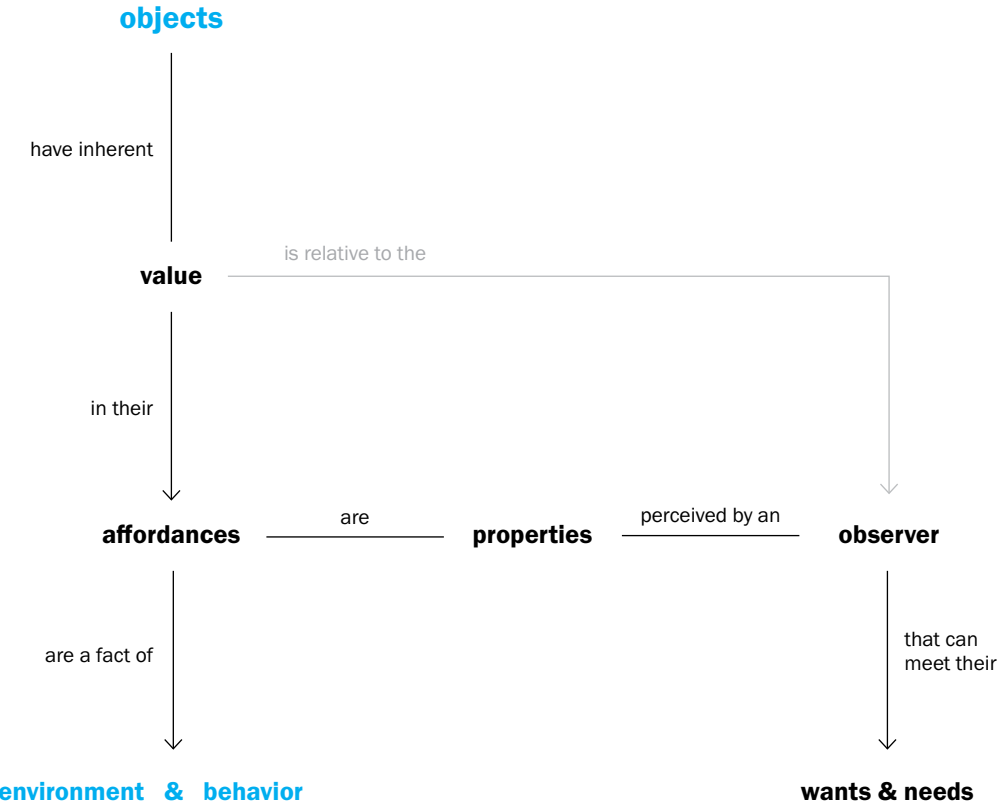 objects
have inherent
is relative to the
value
in their
affordances
are
properties
perceived by an
observer
are a fact of
that can
meet their
environment & behavior
wants & needs